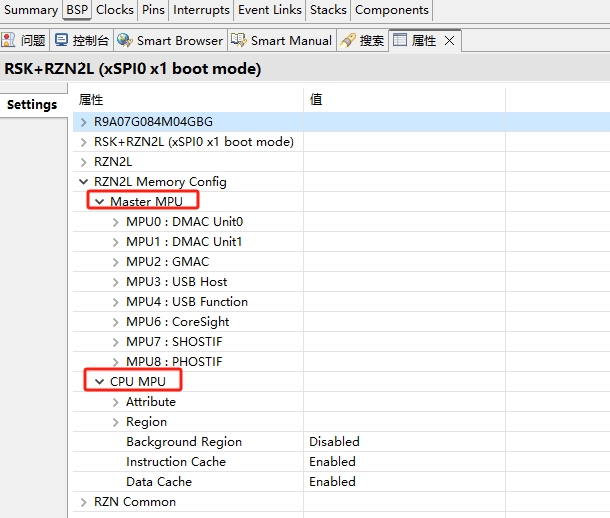 Summary BSP Clocks Pins Interrupts Event Links Stacks Components
问题 控制台 Smart Browser Smart Manual 搜索 属性
RSK+RZN2L (xSPI0 x1 boot mode)
Settings
属性 值
R9A07G084M04GBG
RSK+RZN2L (xSPI0 x1 boot mode)
RZN2L
RZN2L Memory Config
Master MPU
MPU0 : DMAC Unit0
MPU1 : DMAC Unit1
MPU2 : GMAC
MPU3 : USB Host
MPU4 : USB Function
MPU6 : CoreSight
MPU7 : SHOSTIF
MPU8 : PHOSTIF
CPU MPU
Attribute
Region
Background Region Disabled
Instruction Cache Enabled
Data Cache Enabled
RZN Common